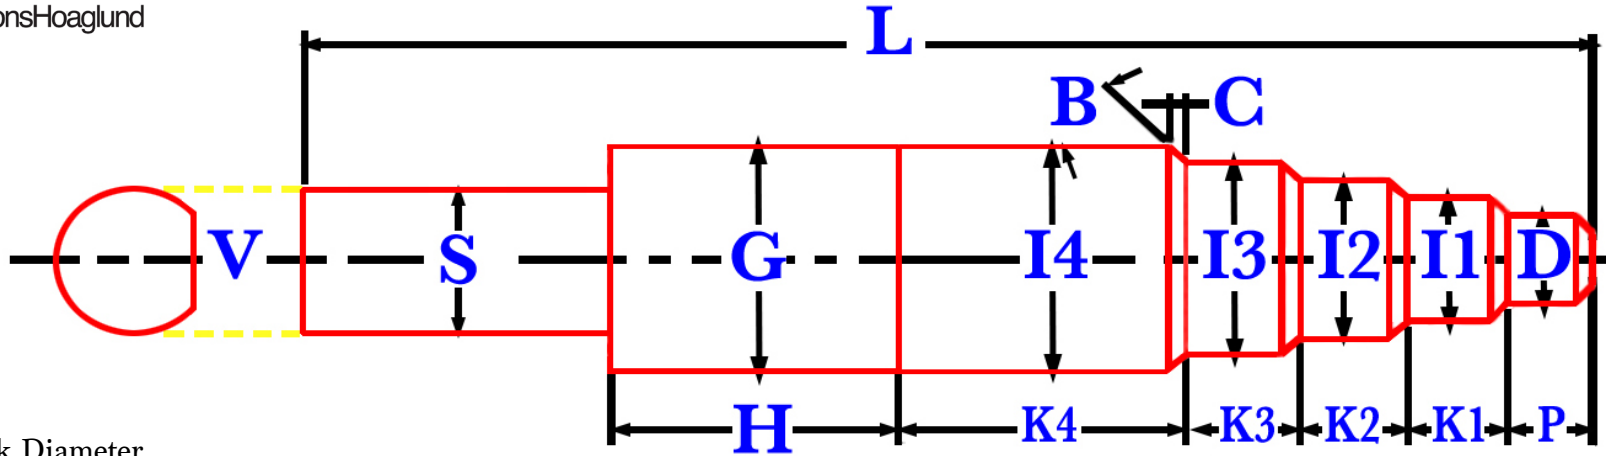 onsHoaglund
L
B C
V S G I4 I3 I2 I1 D
H K4 K3 K2 K1 P
k Diameter